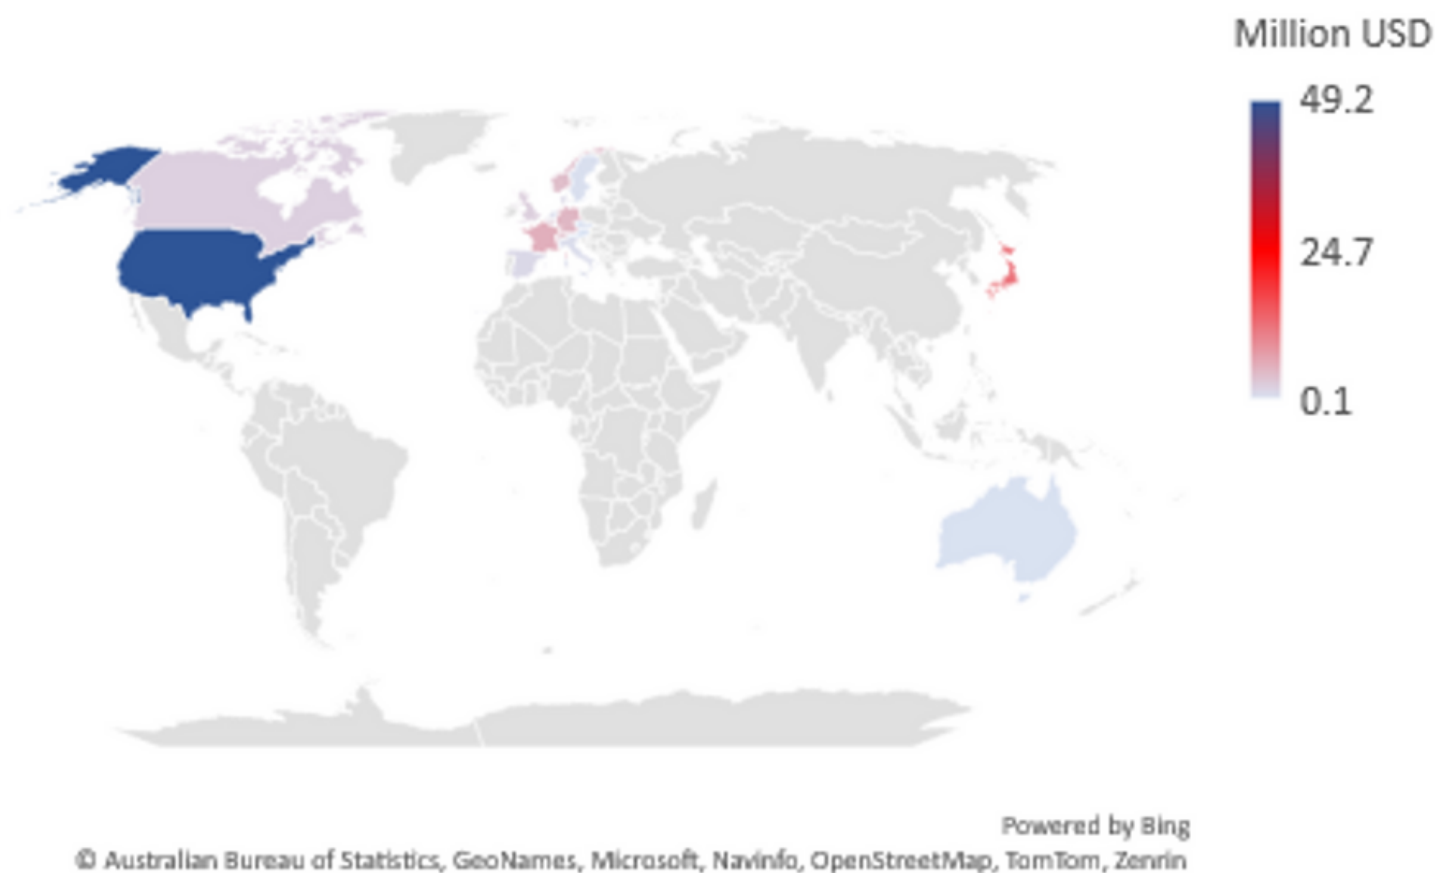 Million USD
49.2
24.7
0.1
Powered by Bing
© Australian Bureau of Statistics, GeoNames, Microsoft, Navinfo, OpenStreetMap, TomTom, Zenrin